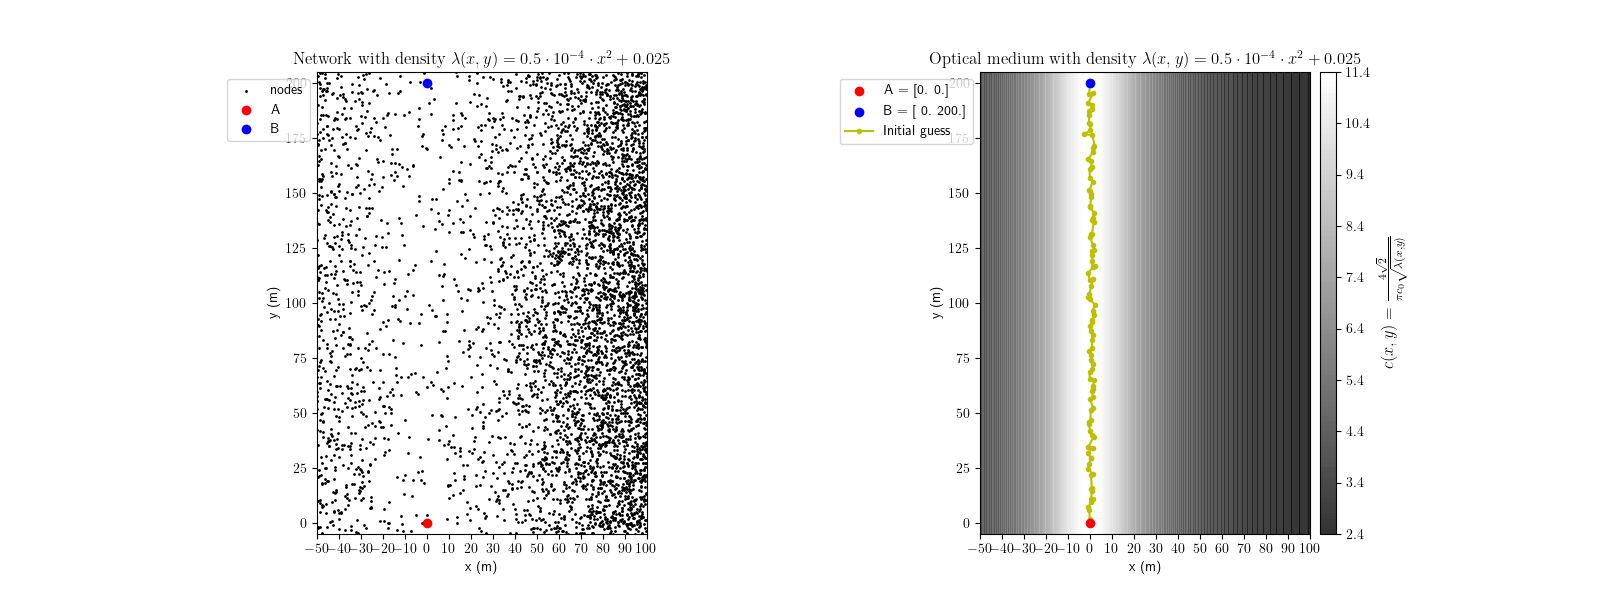 Network with density λ(x, y) = 0.5 · 10⁻⁴ · x² + 0.025
nodes
A
B
200
175
150
125
100
75
50
25
0
y (m)
−50−40−30−20−10 0 10 20 30 40 50 60 70 80 90 100
x (m)
Optical medium with density λ(x, y) = 0.5 · 10⁻⁴ · x² + 0.025
A = [0. 0.]
B = [ 0. 200.]
Initial guess
200
175
150
125
100
75
50
25
0
y (m)
−50−40−30−20−10 0 10 20 30 40 50 60 70 80 90 100
x (m)
11.4
10.4
9.4
8.4
7.4
6.4
5.4
4.4
3.4
2.4
c(x, y) = 4√2 / πc₀√λ(x,y)